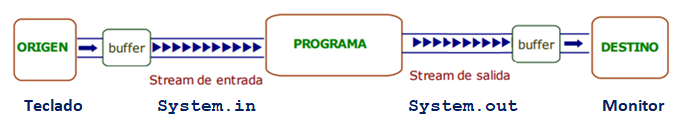 ORIGEN
buffer
PROGRAMA
buffer
DESTINO
Stream de entrada
Stream de salida
Teclado
System.in
System.out
Monitor